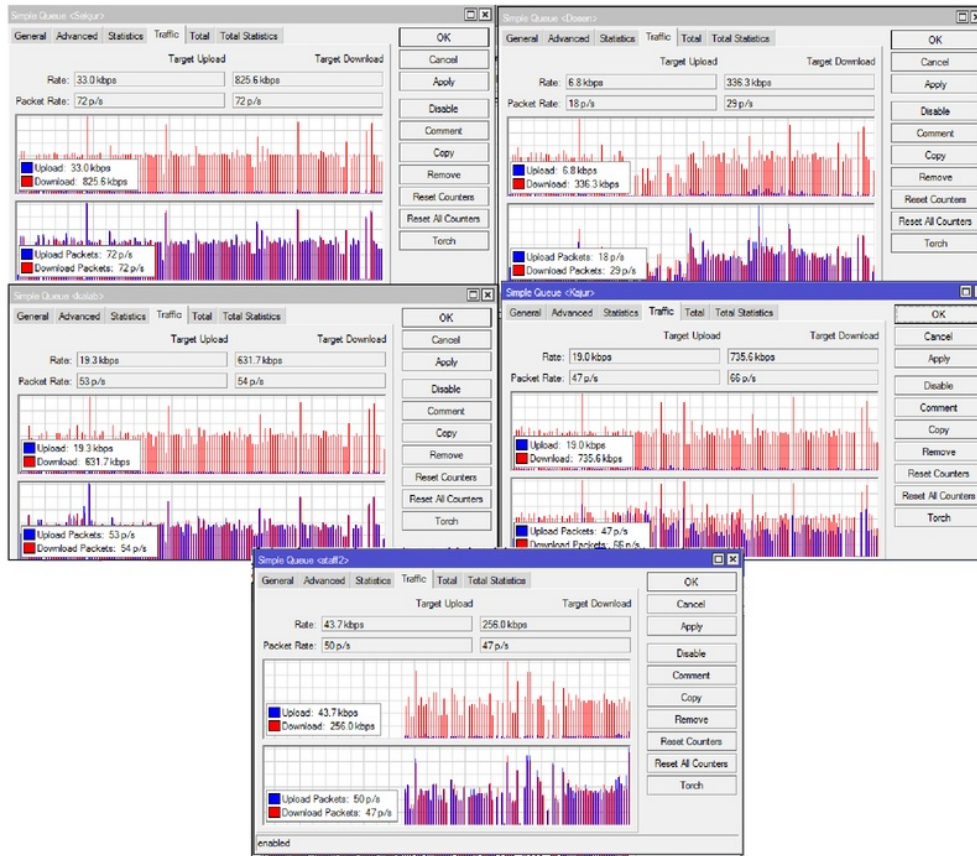 Simple Queue <Sekjur>
General Advanced Statistics Traffic Total Total Statistics
OK
Cancel
Apply
Disable
Comment
Copy
Remove
Reset Counters
Reset All Counters
Torch
Target Upload Target Download
Rate: 33.0 kbps 825.6 kbps
Packet Rate: 72 p/s 72 p/s
Upload: 33.0 kbps
Download: 825.6 kbps
Upload Packets: 72 p/s
Download Packets: 72 p/s
Simple Queue <Dosen>
General Advanced Statistics Traffic Total Total Statistics
OK
Cancel
Apply
Disable
Comment
Copy
Remove
Reset Counters
Reset All Counters
Torch
Target Upload Target Download
Rate: 6.8 kbps 336.3 kbps
Packet Rate: 18 p/s 29 p/s
Upload: 6.8 kbps
Download: 336.3 kbps
Upload Packets: 18 p/s
Download Packets: 29 p/s
Simple Queue <kalab>
General Advanced Statistics Traffic Total Total Statistics
OK
Cancel
Apply
Disable
Comment
Copy
Remove
Reset Counters
Reset All Counters
Torch
Target Upload Target Download
Rate: 19.3 kbps 631.7 kbps
Packet Rate: 53 p/s 54 p/s
Upload: 19.3 kbps
Download: 631.7 kbps
Upload Packets: 53 p/s
Download Packets: 54 p/s
Simple Queue <Kajur>
General Advanced Statistics Traffic Total Total Statistics
OK
Cancel
Apply
Disable
Comment
Copy
Remove
Reset Counters
Reset All Counters
Torch
Target Upload Target Download
Rate: 19.0 kbps 735.6 kbps
Packet Rate: 47 p/s 66 p/s
Upload: 19.0 kbps
Download: 735.6 kbps
Upload Packets: 47 p/s
Download Packets: 66 p/s
Simple Queue <staff2>
General Advanced Statistics Traffic Total Total Statistics
OK
Cancel
Apply
Disable
Comment
Copy
Remove
Reset Counters
Reset All Counters
Torch
Target Upload Target Download
Rate: 43.7 kbps 256.0 kbps
Packet Rate: 50 p/s 47 p/s
Upload: 43.7 kbps
Download: 256.0 kbps
Upload Packets: 50 p/s
Download Packets: 47 p/s
enabled